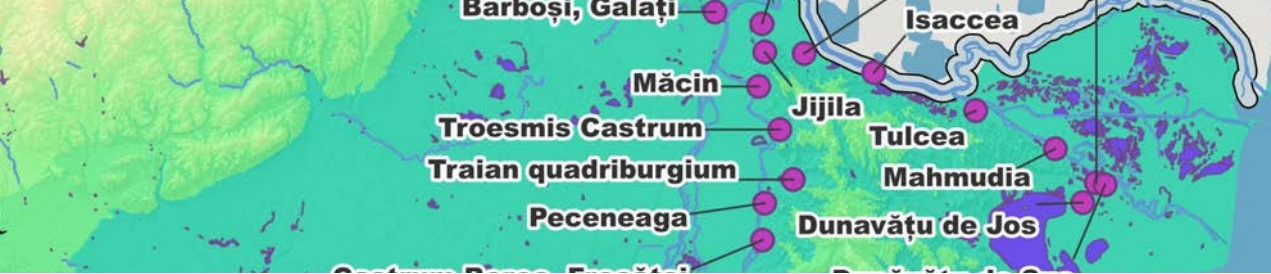 Barboși, Galați
Isaccea
Măcin
Jijila
Troesmis Castrum
Tulcea
Traian quadriburgium
Mahmudia
Peceneaga
Dunavățu de Jos